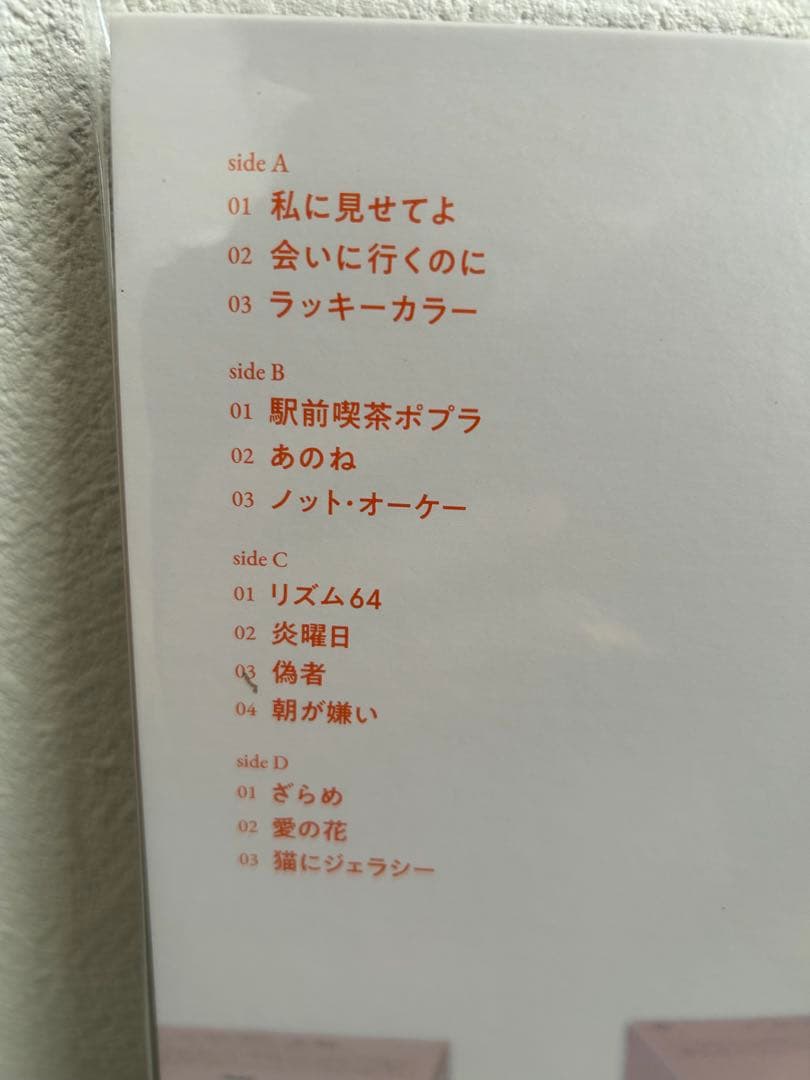 side A
01 私に見せてよ
02 会いに行くのに
03 ラッキーカラー
side B
01 駅前喫茶ポプラ
02 あのね
03 ノット・オーケー
side C
01 リズム64
02 炎曜日
03 偽者
04 朝が嫌い
side D
01 ざらめ
02 愛の花
03 猫にジェラシー